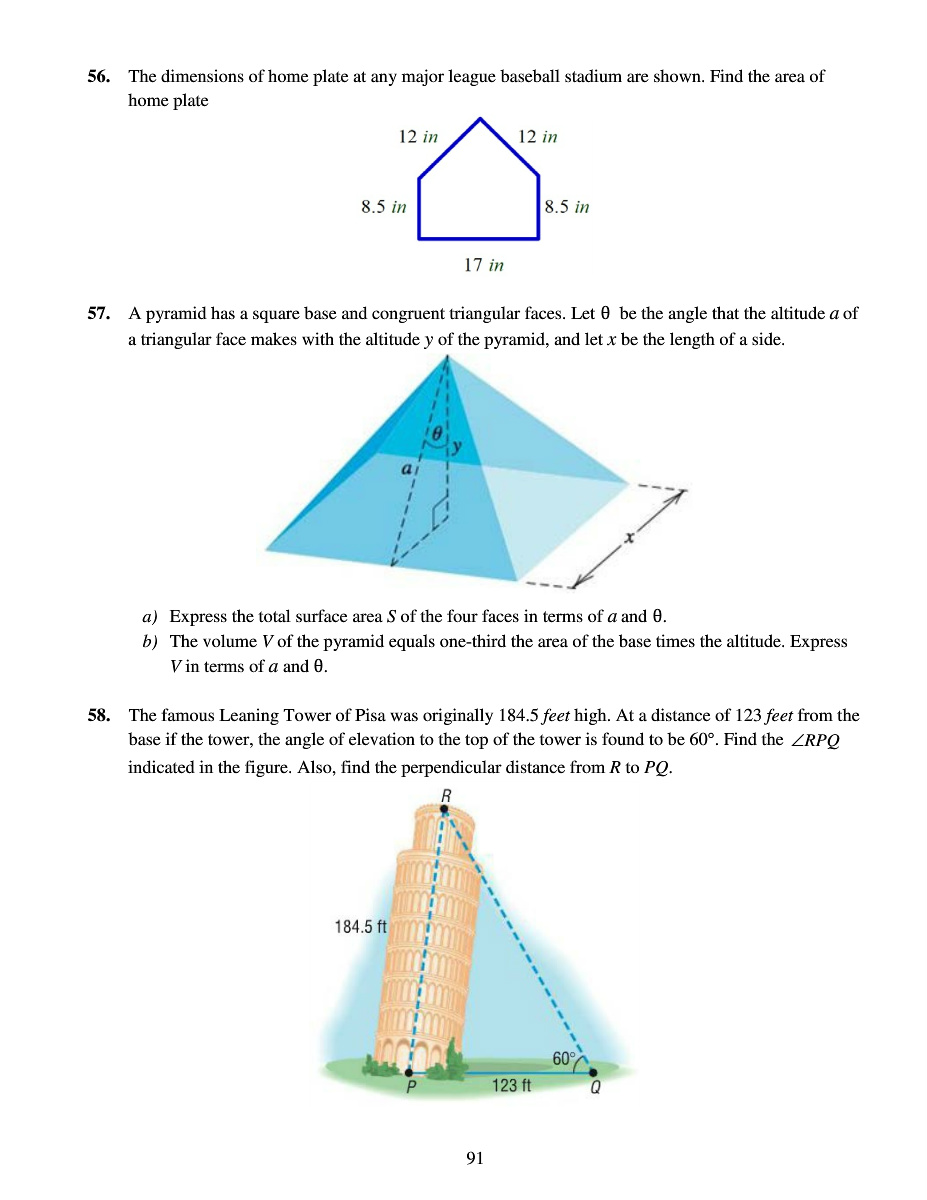 56. The dimensions of home plate at any major league baseball stadium are shown. Find the area of
home plate
12 in 12 in
8.5 in 8.5 in
17 in
57. A pyramid has a square base and congruent triangular faces. Let θ be the angle that the altitude a of
a triangular face makes with the altitude y of the pyramid, and let x be the length of a side.
θ
y
a
x
a) Express the total surface area S of the four faces in terms of a and θ.
b) The volume V of the pyramid equals one-third the area of the base times the altitude. Express
V in terms of a and θ.
58. The famous Leaning Tower of Pisa was originally 184.5 feet high. At a distance of 123 feet from the
base if the tower, the angle of elevation to the top of the tower is found to be 60°. Find the ∠RPQ
indicated in the figure. Also, find the perpendicular distance from R to PQ.
R
184.5 ft
60°
P 123 ft Q
91